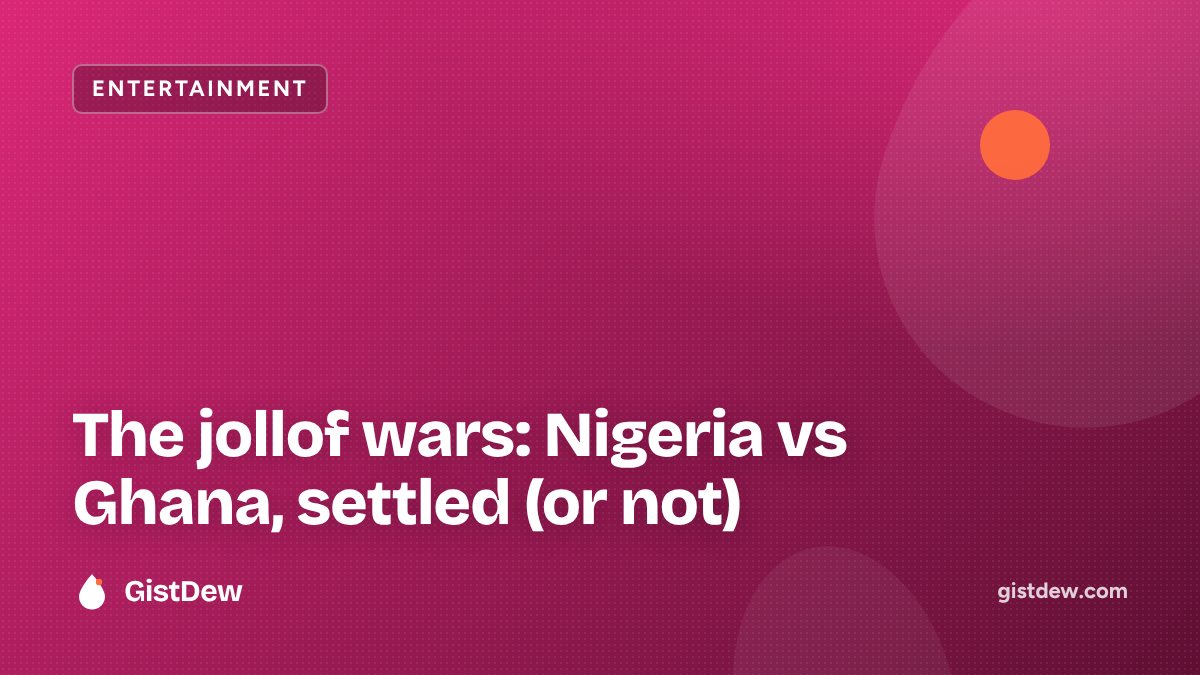 ENTERTAINMENT
The jollof wars: Nigeria vs
Ghana, settled (or not)
GistDew
gistdew.com